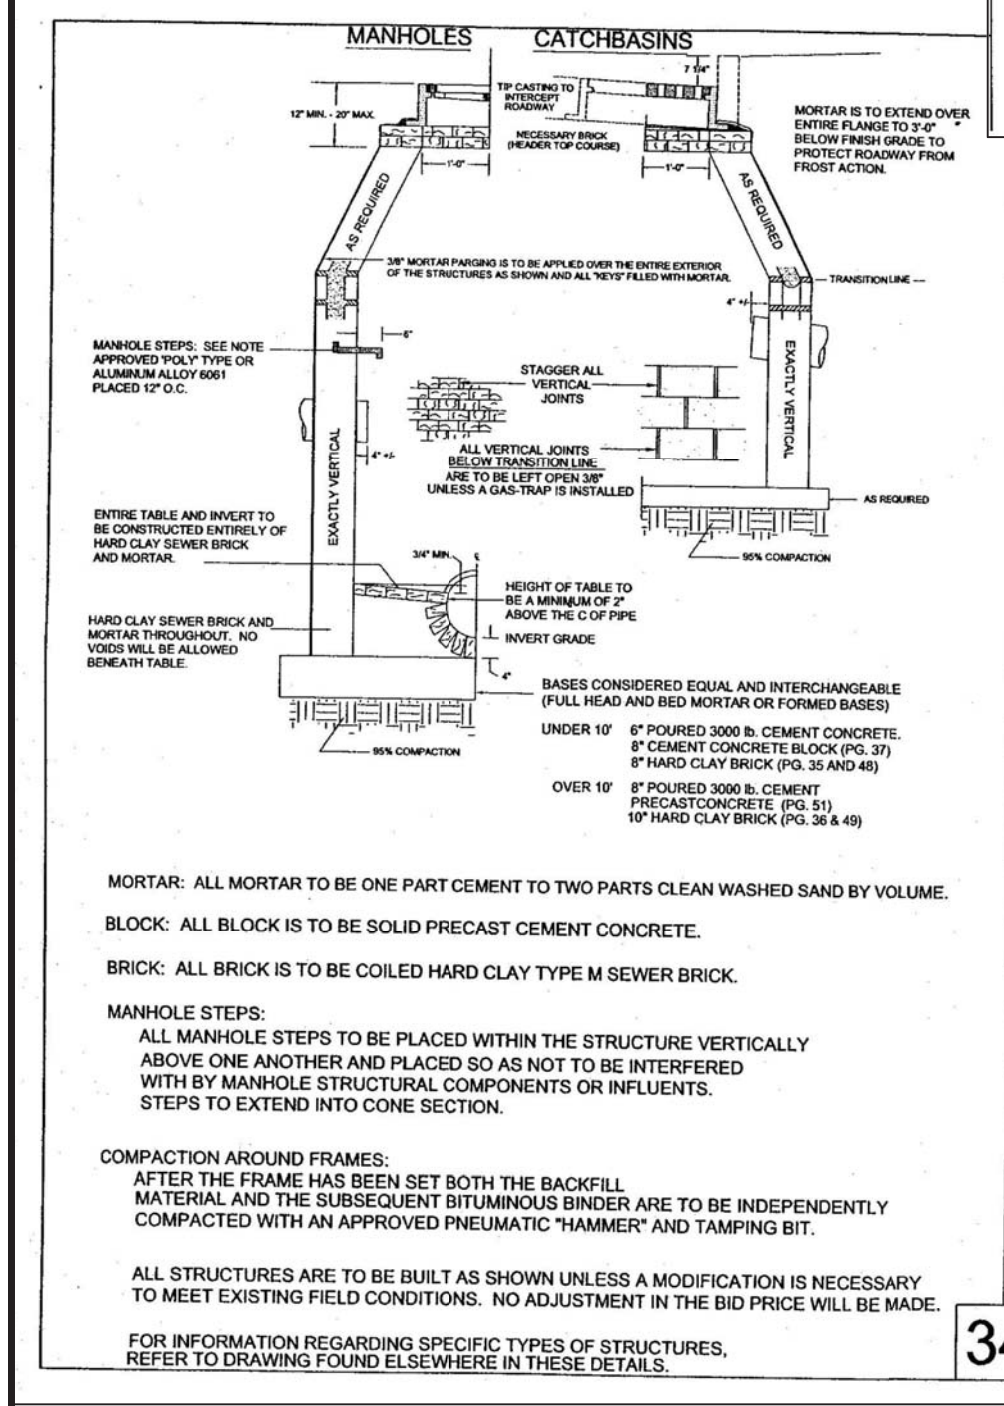 MANHOLES
CATCHBASINS
7 1/4"
TIP CASTING TO
INTERCEPT
ROADWAY
12" MIN. - 20" MAX.
NECESSARY BRICK
(HEADER TOP COURSE)
MORTAR IS TO EXTEND OVER
ENTIRE FLANGE TO 3'-0"
BELOW FINISH GRADE TO
PROTECT ROADWAY FROM
FROST ACTION.
1'-0"
1'-0"
AS REQUIRED
AS REQUIRED
3/8" MORTAR PARGING IS TO BE APPLIED OVER THE ENTIRE EXTERIOR
OF THE STRUCTURES AS SHOWN AND ALL "KEYS" FILLED WITH MORTAR.
TRANSITION LINE
4" +/-
6"
MANHOLE STEPS: SEE NOTE
APPROVED 'POLY' TYPE OR
ALUMINUM ALLOY 6061
PLACED 12" O.C.
STAGGER ALL
VERTICAL
JOINTS
EXACTLY VERTICAL
EXACTLY VERTICAL
4" +/-
ALL VERTICAL JOINTS
BELOW TRANSITION LINE
ARE TO BE LEFT OPEN 3/8"
UNLESS A GAS-TRAP IS INSTALLED
AS REQUIRED
95% COMPACTION
ENTIRE TABLE AND INVERT TO
BE CONSTRUCTED ENTIRELY OF
HARD CLAY SEWER BRICK
AND MORTAR.
3/4" MIN.
HEIGHT OF TABLE TO
BE A MINIMUM OF 2"
ABOVE THE C OF PIPE
INVERT GRADE
HARD CLAY SEWER BRICK AND
MORTAR THROUGHOUT. NO
VOIDS WILL BE ALLOWED
BENEATH TABLE.
4"
BASES CONSIDERED EQUAL AND INTERCHANGEABLE
(FULL HEAD AND BED MORTAR OR FORMED BASES)
UNDER 10' 6" POURED 3000 lb. CEMENT CONCRETE.
8" CEMENT CONCRETE BLOCK (PG. 37)
8" HARD CLAY BRICK (PG. 35 AND 48)
95% COMPACTION
OVER 10' 8" POURED 3000 lb. CEMENT
PRECASTCONCRETE (PG. 51)
10" HARD CLAY BRICK (PG. 36 & 49)
MORTAR: ALL MORTAR TO BE ONE PART CEMENT TO TWO PARTS CLEAN WASHED SAND BY VOLUME.
BLOCK: ALL BLOCK IS TO BE SOLID PRECAST CEMENT CONCRETE.
BRICK: ALL BRICK IS TO BE COILED HARD CLAY TYPE M SEWER BRICK.
MANHOLE STEPS:
ALL MANHOLE STEPS TO BE PLACED WITHIN THE STRUCTURE VERTICALLY
ABOVE ONE ANOTHER AND PLACED SO AS NOT TO BE INTERFERED
WITH BY MANHOLE STRUCTURAL COMPONENTS OR INFLUENTS.
STEPS TO EXTEND INTO CONE SECTION.
COMPACTION AROUND FRAMES:
AFTER THE FRAME HAS BEEN SET BOTH THE BACKFILL
MATERIAL AND THE SUBSEQUENT BITUMINOUS BINDER ARE TO BE INDEPENDENTLY
COMPACTED WITH AN APPROVED PNEUMATIC "HAMMER" AND TAMPING BIT.
ALL STRUCTURES ARE TO BE BUILT AS SHOWN UNLESS A MODIFICATION IS NECESSARY
TO MEET EXISTING FIELD CONDITIONS. NO ADJUSTMENT IN THE BID PRICE WILL BE MADE.
FOR INFORMATION REGARDING SPECIFIC TYPES OF STRUCTURES,
REFER TO DRAWING FOUND ELSEWHERE IN THESE DETAILS.
34